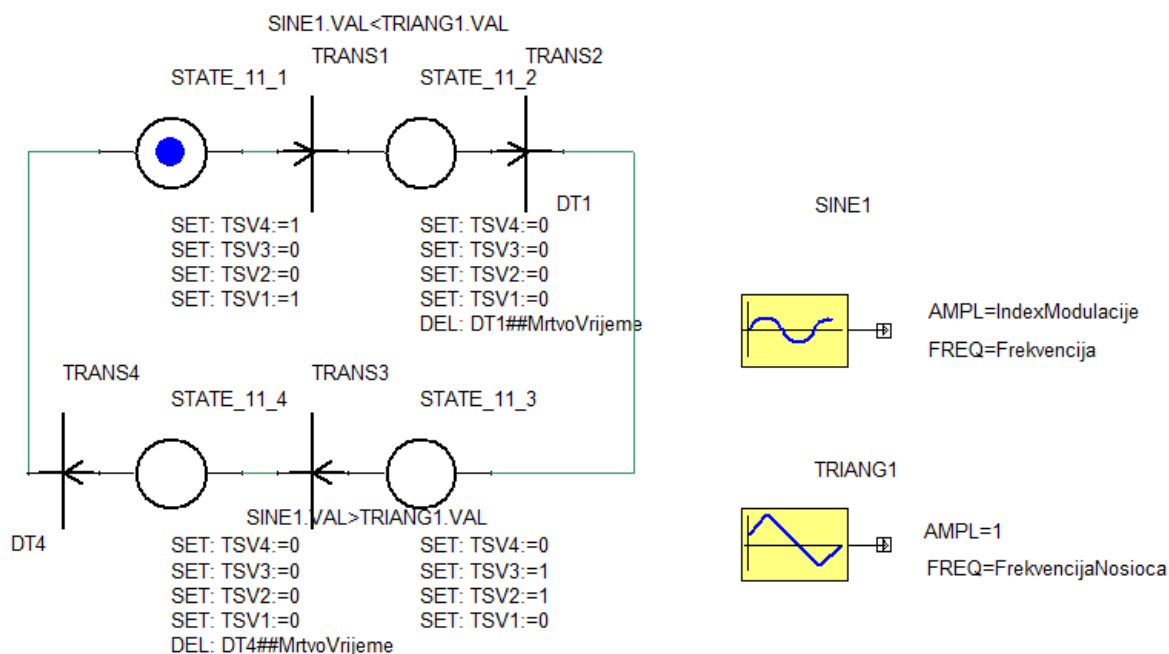 SINE1.VAL<TRIANG1.VAL
TRANS1
TRANS2
STATE_11_1
STATE_11_2
DT1
SET: TSV4:=1
SET: TSV3:=0
SET: TSV2:=0
SET: TSV1:=1
SET: TSV4:=0
SET: TSV3:=0
SET: TSV2:=0
SET: TSV1:=0
DEL: DT1##MrtvoVrijeme
TRANS4
TRANS3
STATE_11_4
STATE_11_3
SINE1.VAL>TRIANG1.VAL
DT4
SET: TSV4:=0
SET: TSV3:=0
SET: TSV2:=0
SET: TSV1:=0
DEL: DT4##MrtvoVrijeme
SET: TSV4:=0
SET: TSV3:=1
SET: TSV2:=1
SET: TSV1:=0
SINE1
AMPL=IndexModulacije
FREQ=Frekvencija
TRIANG1
AMPL=1
FREQ=FrekvencijaNosioca